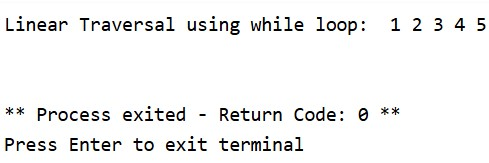 Linear Traversal using while loop:  1 2 3 4 5
** Process exited - Return Code: 0 **
Press Enter to exit terminal